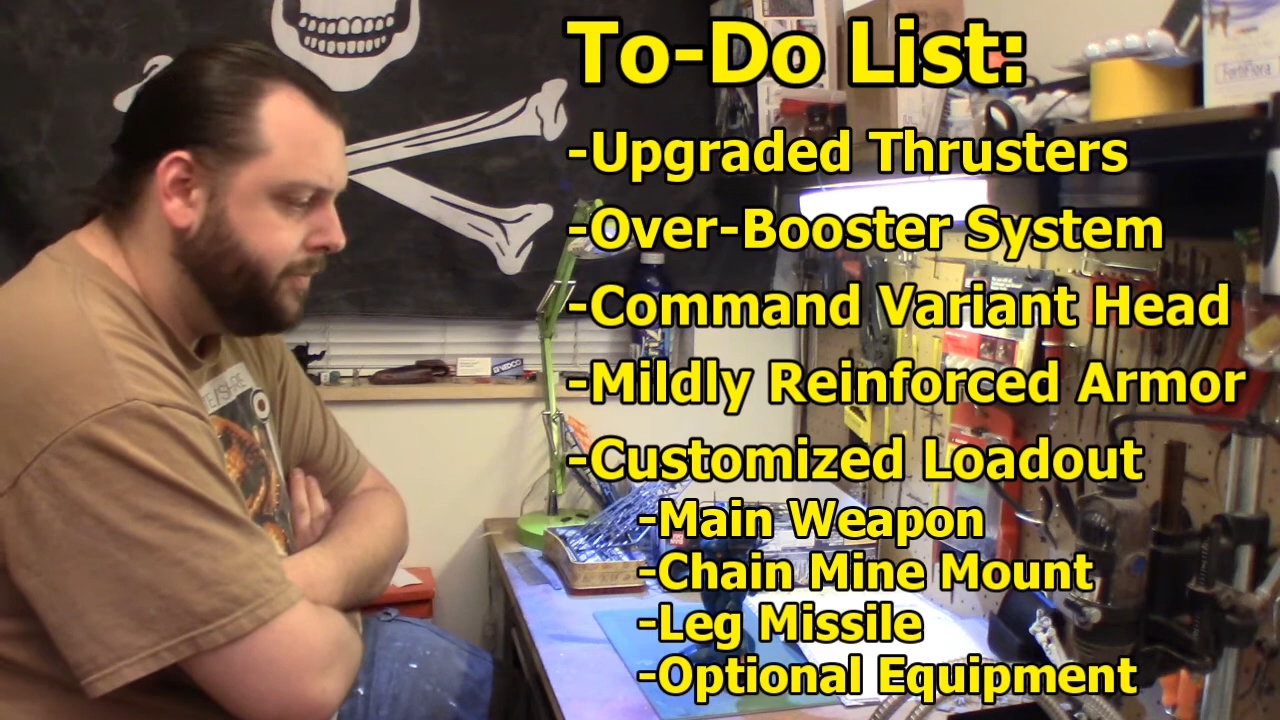 To-Do List:
-Upgraded Thrusters
-Over-Booster System
-Command Variant Head
-Mildly Reinforced Armor
-Customized Loadout
-Main Weapon
-Chain Mine Mount
-Leg Missile
-Optional Equipment
FortiFlora